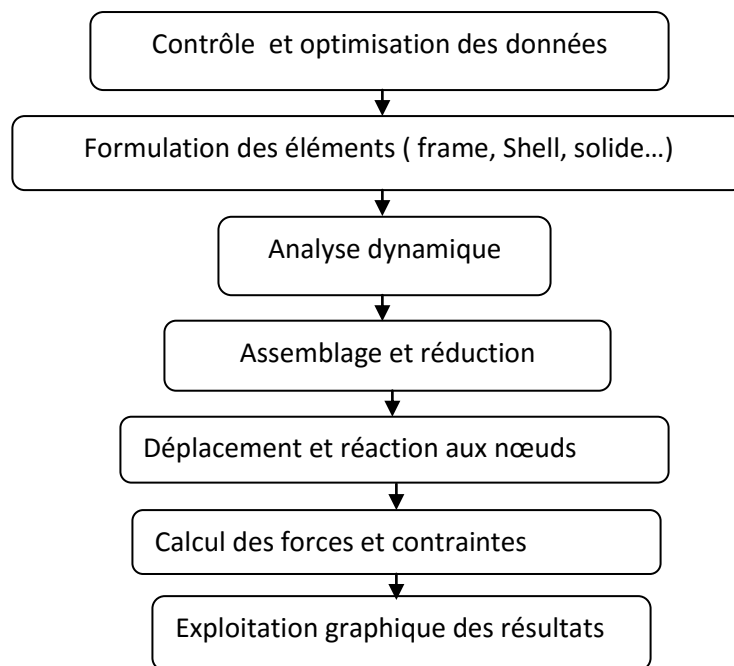 Contrôle et optimisation des données
Formulation des éléments ( frame, Shell, solide…)
Analyse dynamique
Assemblage et réduction
Déplacement et réaction aux nœuds
Calcul des forces et contraintes
Exploitation graphique des résultats